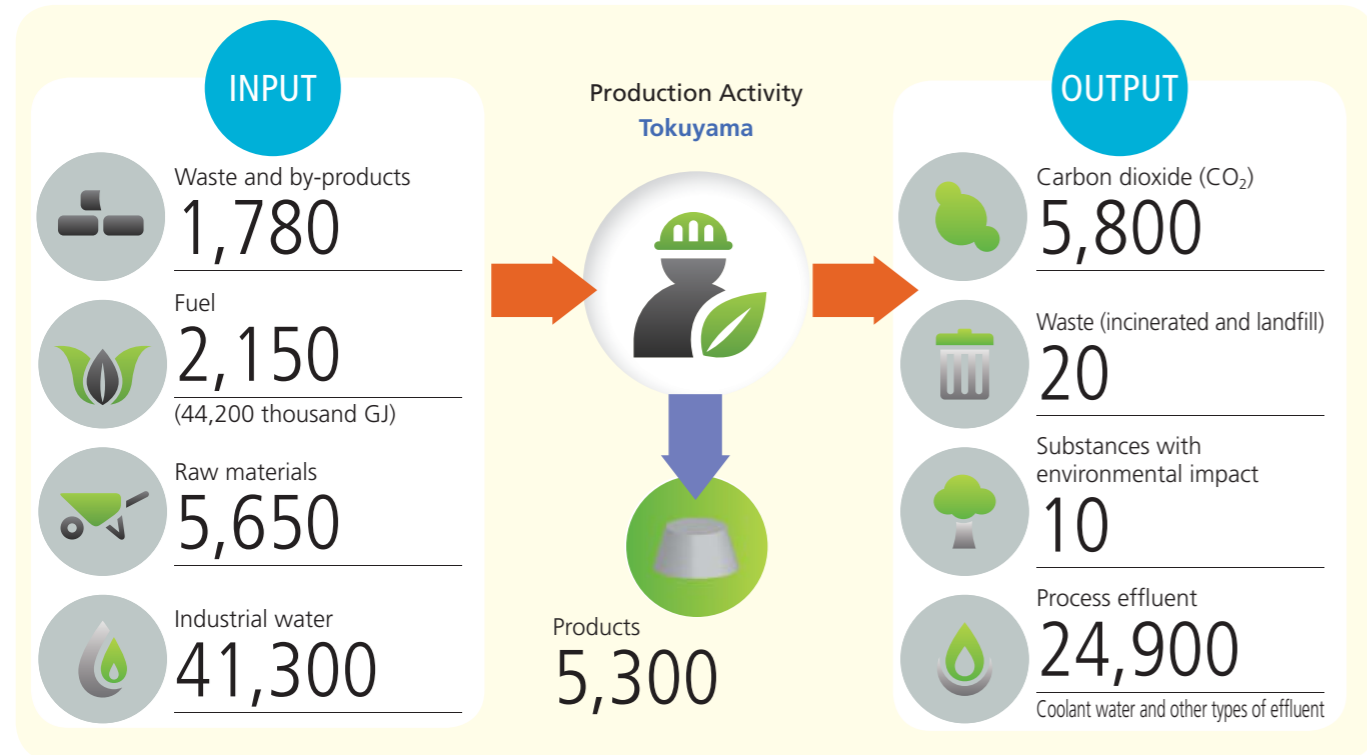 INPUT
Waste and by-products
1,780
Fuel
2,150
(44,200 thousand GJ)
Raw materials
5,650
Industrial water
41,300
Production Activity
Tokuyama
Products
5,300
OUTPUT
Carbon dioxide (CO₂)
5,800
Waste (incinerated and landfill)
20
Substances with
environmental impact
10
Process effluent
24,900
Coolant water and other types of effluent